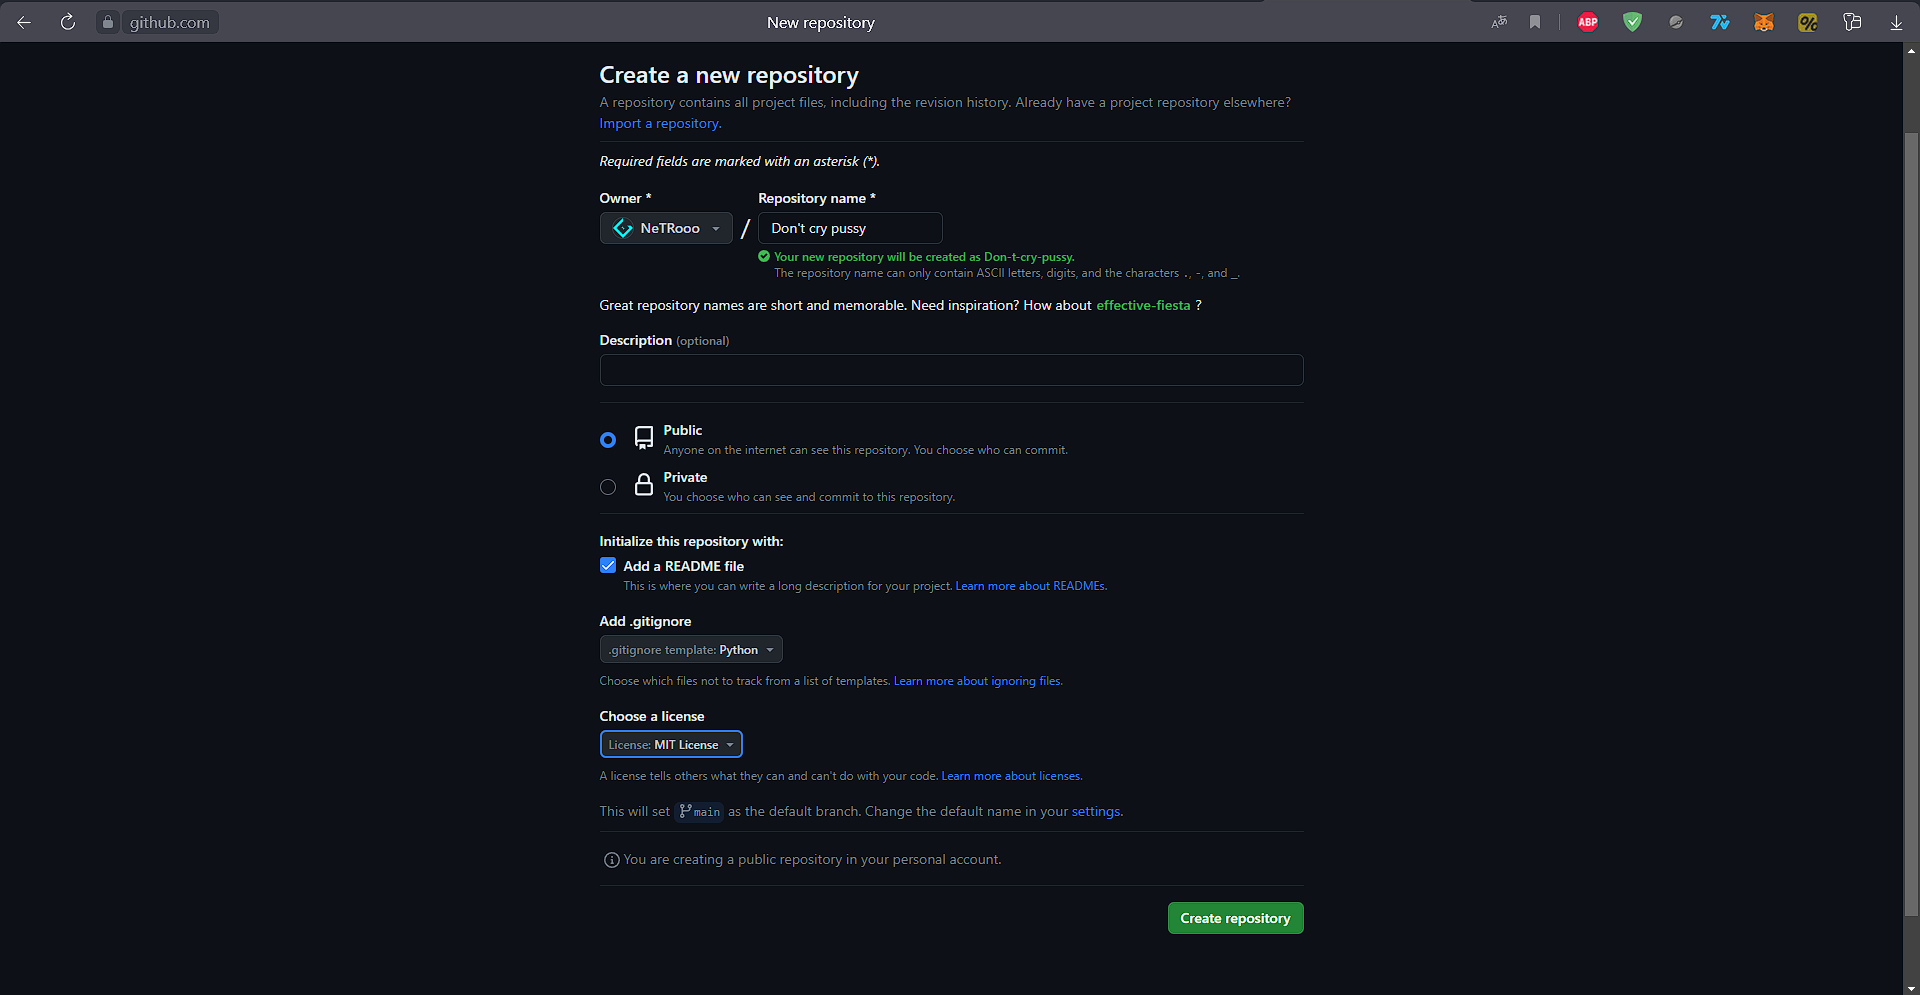 github.com
New repository
ABP
Create a new repository
A repository contains all project files, including the revision history. Already have a project repository elsewhere?
Import a repository.
Required fields are marked with an asterisk (*).
Owner *
Repository name *
NeTRooo
/
Don't cry pussy
Your new repository will be created as Don-t-cry-pussy.
The repository name can only contain ASCII letters, digits, and the characters ., -, and _.
Great repository names are short and memorable. Need inspiration? How about effective-fiesta ?
Description (optional)
Public
Anyone on the internet can see this repository. You choose who can commit.
Private
You choose who can see and commit to this repository.
Initialize this repository with:
Add a README file
This is where you can write a long description for your project. Learn more about READMEs.
Add .gitignore
.gitignore template: Python
Choose which files not to track from a list of templates. Learn more about ignoring files.
Choose a license
License: MIT License
A license tells others what they can and can't do with your code. Learn more about licenses.
This will set main as the default branch. Change the default name in your settings.
You are creating a public repository in your personal account.
Create repository